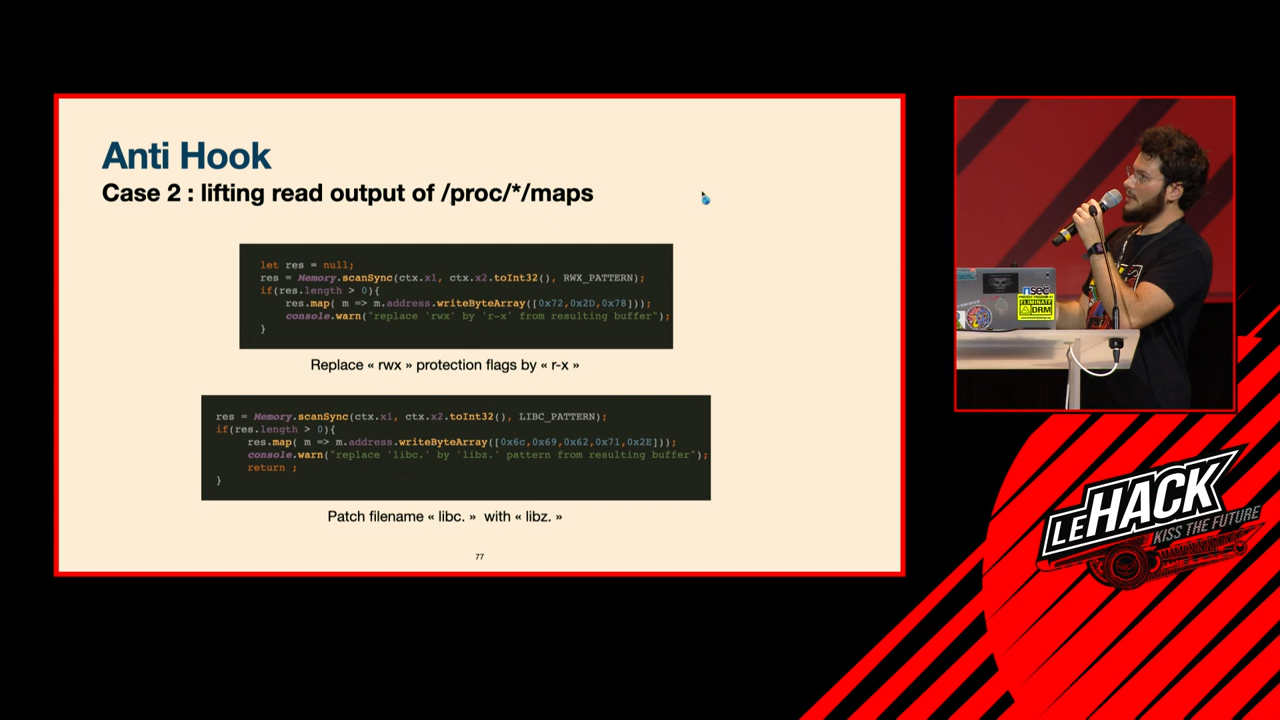 Anti Hook
Case 2 : lifting read output of /proc/*/maps
let res = null;
res = Memory.scanSync(ctx.x1, ctx.x2.toInt32(), RWX_PATTERN);
if(res.length > 0){
res.map( m => m.address.writeByteArray([0x72,0x2D,0x78]));
console.warn("replace 'rwx' by 'r-x' from resulting buffer");
}
Replace « rwx » protection flags by « r-x »
res = Memory.scanSync(ctx.x1, ctx.x2.toInt32(), LIBC_PATTERN);
if(res.length > 0){
res.map( m => m.address.writeByteArray([0x6c,0x69,0x62,0x71,0x2E]));
console.warn("replace 'libc.' by 'libz.' pattern from resulting buffer");
return ;
}
Patch filename « libc. » with « libz. »
77
nsec
ELIMINATE
DRM
LEHACK
KISS THE FUTURE